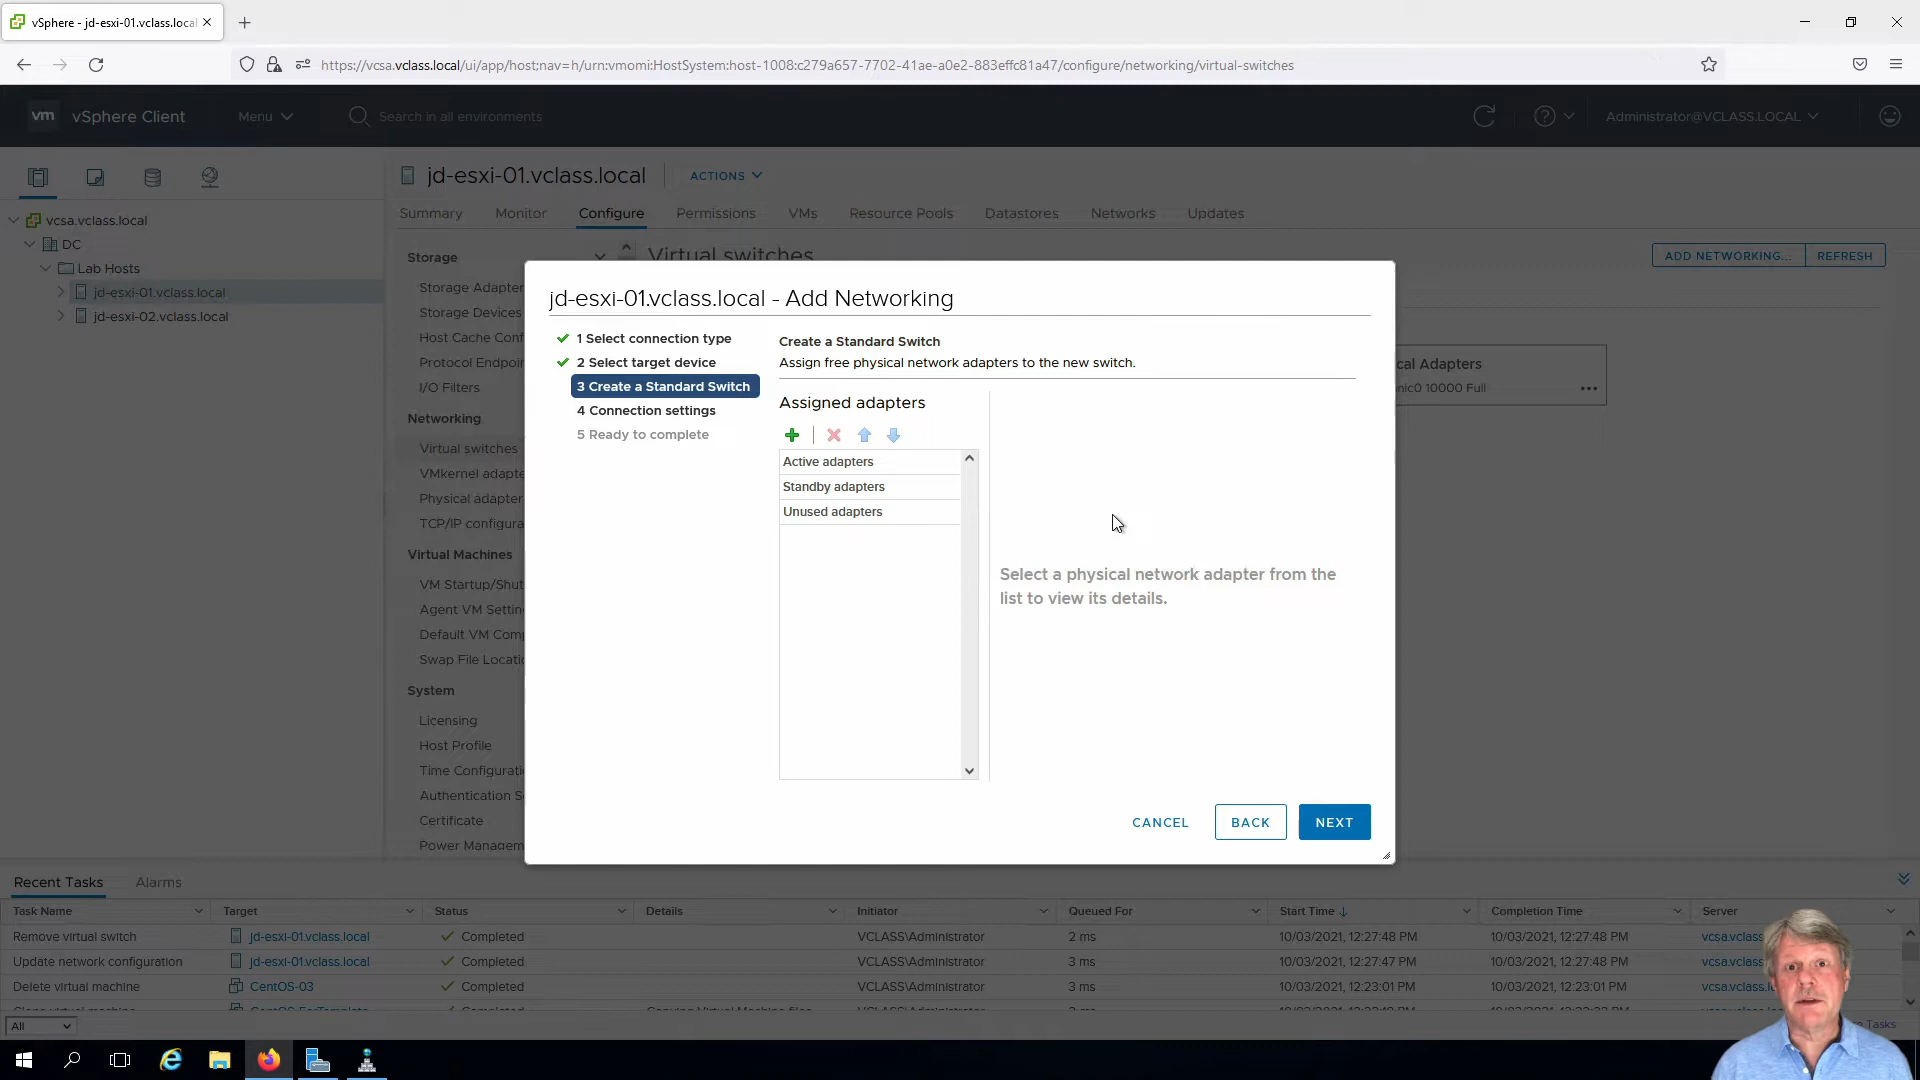 vSphere - jd-esxi-01.vclass.local
https://vcsa.vclass.local/ui/app/host;nav=h/urn:vmomi:HostSystem:host-1008:c279a657-7702-41ae-a0e2-883effc81a47/configure/networking/virtual-switches
vm vSphere Client Menu Search in all environments Administrator@VCLASS.LOCAL
jd-esxi-01.vclass.local ACTIONS
Summary Monitor Configure Permissions VMs Resource Pools Datastores Networks Updates
vcsa.vclass.local
DC
Lab Hosts
jd-esxi-01.vclass.local
jd-esxi-02.vclass.local
Storage
Storage Adapter
Storage Devices
Host Cache Conf
Protocol Endpoin
I/O Filters
Networking
Virtual switches
VMkernel adapte
Physical adapter
TCP/IP configura
Virtual Machines
VM Startup/Shut
Agent VM Settin
Default VM Com
Swap File Locati
System
Licensing
Host Profile
Time Configurati
Authentication S
Certificate
Power Managem
Virtual switches
ADD NETWORKING... REFRESH
cal Adapters
nic0 10000 Full
jd-esxi-01.vclass.local - Add Networking
1 Select connection type
2 Select target device
3 Create a Standard Switch
4 Connection settings
5 Ready to complete
Create a Standard Switch
Assign free physical network adapters to the new switch.
Assigned adapters
Active adapters
Standby adapters
Unused adapters
Select a physical network adapter from the
list to view its details.
CANCEL BACK NEXT
Recent Tasks Alarms
Task Name Target Status Details Initiator Queued For Start Time Completion Time Server
Remove virtual switch jd-esxi-01.vclass.local Completed VCLASS\Administrator 2 ms 10/03/2021, 12:27:48 PM 10/03/2021, 12:27:48 PM vcsa.vclass
Update network configuration jd-esxi-01.vclass.local Completed VCLASS\Administrator 3 ms 10/03/2021, 12:27:47 PM 10/03/2021, 12:27:48 PM vcsa.vclass
Delete virtual machine CentOS-03 Completed VCLASS\Administrator 3 ms 10/03/2021, 12:23:01 PM 10/03/2021, 12:23:01 PM vcsa.vclass.l
All
Tasks